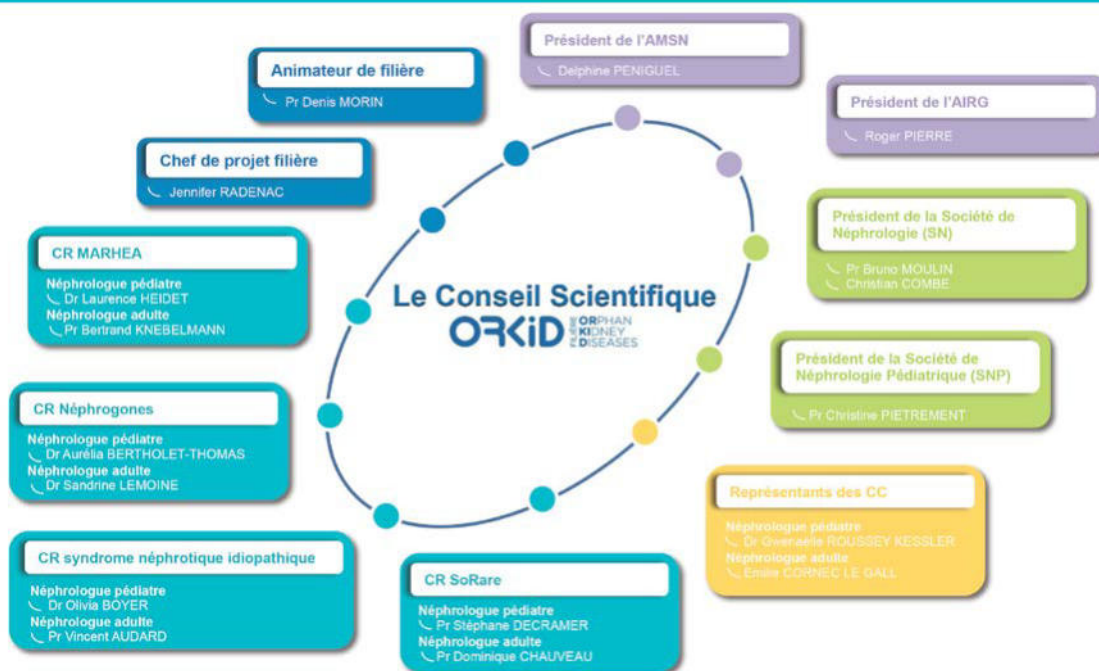 Président de l'AMSN
Delphine PENIGUEL
Animateur de filière
Pr Denis MORIN
Président de l'AIRG
Roger PIERRE
Chef de projet filière
Jennifer RADENAC
Président de la Société de
Néphrologie (SN)
Pr Bruno MOULIN
Christian COMBE
CR MARHEA
Néphrologue pédiatre
Dr Laurence HEIDET
Néphrologue adulte
Pr Bertrand KNEBELMANN
Le Conseil Scientifique
ORKiD
FILIÈRE
ORPHAN
KIDNEY
DISEASES
Président de la Société de
Néphrologie Pédiatrique (SNP)
Pr Christine PIETREMENT
CR Néphrogones
Néphrologue pédiatre
Dr Aurélia BERTHOLET-THOMAS
Néphrologue adulte
Dr Sandrine LEMOINE
Représentants des CC
Néphrologue pédiatre
Dr Gwenaelle ROUSSEY KESSLER
Néphrologue adulte
Emilie CORNEC LE GALL
CR syndrome néphrotique idiopathique
Néphrologue pédiatre
Dr Olivia BOYER
Néphrologue adulte
Pr Vincent AUDARD
CR SoRare
Néphrologue pédiatre
Pr Stéphane DECRAMER
Néphrologue adulte
Pr Dominique CHAUVEAU